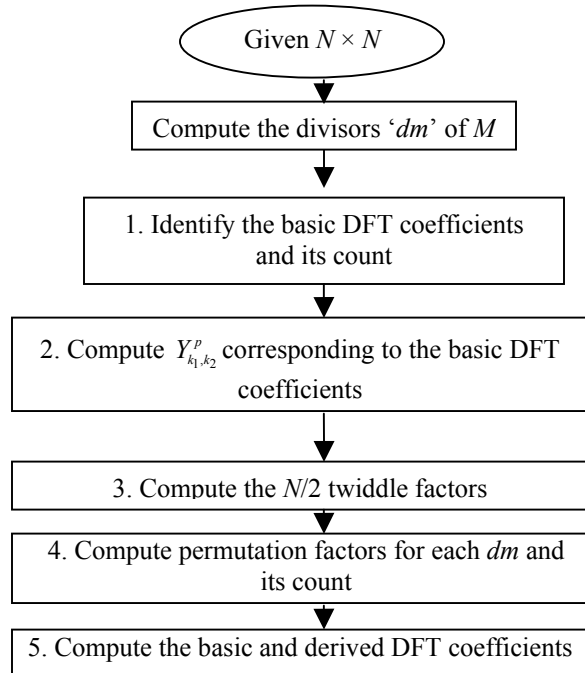 Given N × N
Compute the divisors ‘dm’ of M
1. Identify the basic DFT coefficients
and its count
2. Compute Y^p_{k_1,k_2} corresponding to the basic DFT
coefficients
3. Compute the N/2 twiddle factors
4. Compute permutation factors for each dm and
its count
5. Compute the basic and derived DFT coefficients